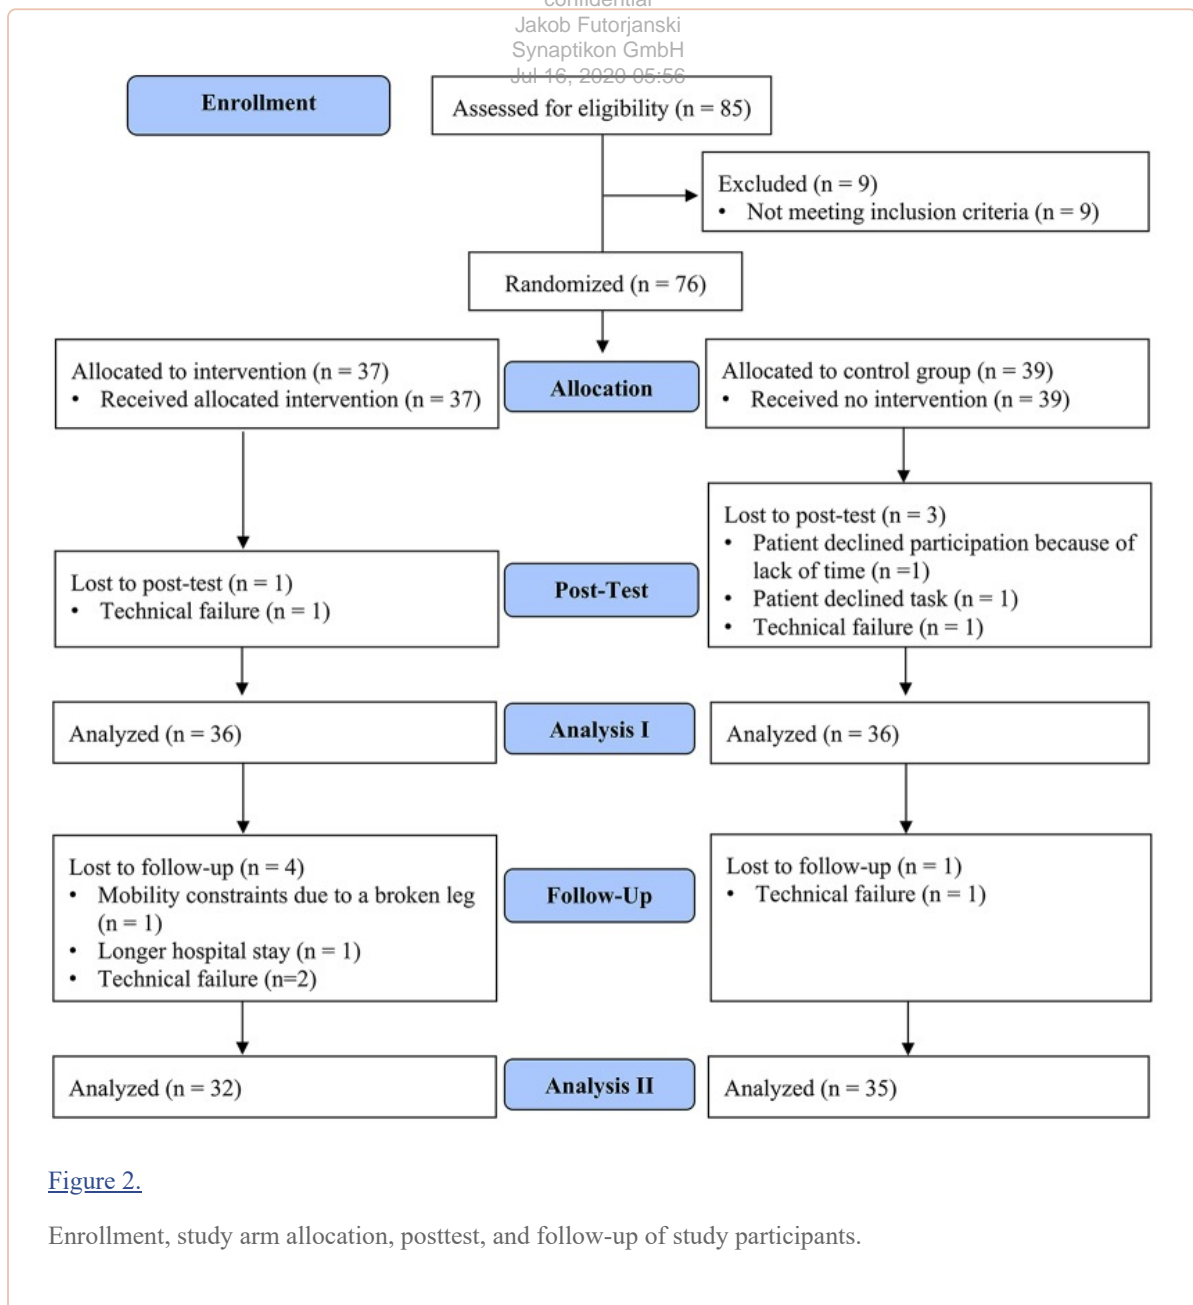 confidential
Jakob Futorjanski
Synaptikon GmbH
Jul 16, 2020 05:56
Enrollment
Assessed for eligibility (n = 85)
Excluded (n = 9)
• Not meeting inclusion criteria (n = 9)
Randomized (n = 76)
Allocated to intervention (n = 37)
• Received allocated intervention (n = 37)
Allocation
Allocated to control group (n = 39)
• Received no intervention (n = 39)
Lost to post-test (n = 1)
• Technical failure (n = 1)
Post-Test
Lost to post-test (n = 3)
• Patient declined participation because of
lack of time (n =1)
• Patient declined task (n = 1)
• Technical failure (n = 1)
Analyzed (n = 36)
Analysis I
Analyzed (n = 36)
Lost to follow-up (n = 4)
• Mobility constraints due to a broken leg
(n = 1)
• Longer hospital stay (n = 1)
• Technical failure (n=2)
Follow-Up
Lost to follow-up (n = 1)
• Technical failure (n = 1)
Analyzed (n = 32)
Analysis II
Analyzed (n = 35)
Figure 2.
Enrollment, study arm allocation, posttest, and follow-up of study participants.